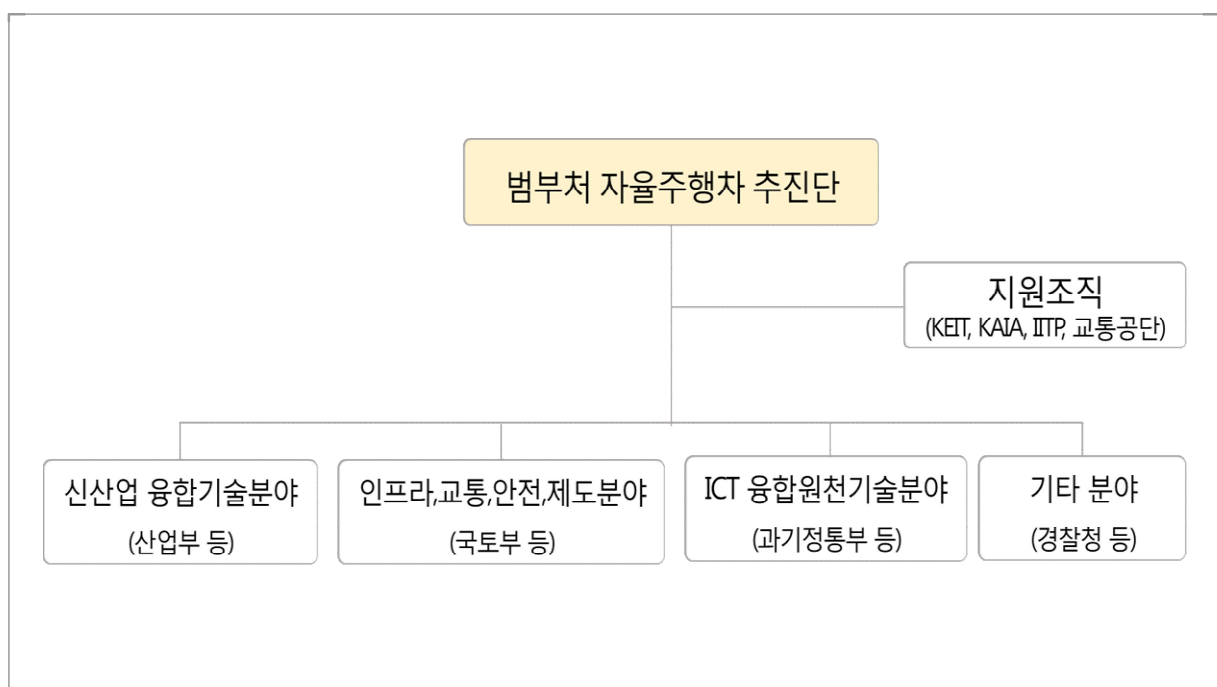 범부처 자율주행차 추진단
지원조직
(KEIT, KAIA, IITP, 교통공단)
신산업 융합기술분야
(산업부 등)
인프라,교통,안전,제도분야
(국토부 등)
ICT 융합원천기술분야
(과기정통부 등)
기타 분야
(경찰청 등)